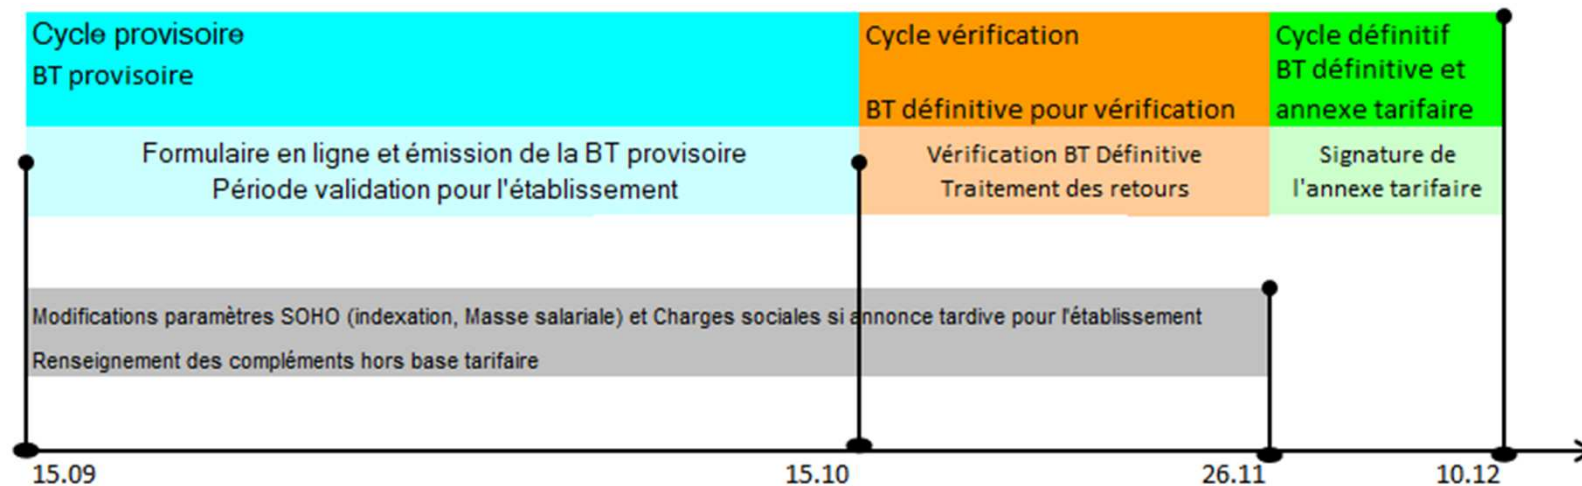 Cycle provisoire
BT provisoire
Cycle vérification
BT définitive pour vérification
Cycle définitif
BT définitive et
annexe tarifaire
Formulaire en ligne et émission de la BT provisoire
Période validation pour l'établissement
Vérification BT Définitive
Traitement des retours
Signature de
l'annexe tarifaire
Modifications paramètres SOHO (indexation, Masse salariale) et Charges sociales si annonce tardive pour l'établissement
Renseignement des compléments hors base tarifaire
15.09
15.10
26.11
10.12